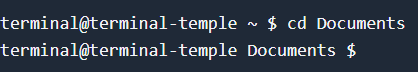 terminal@terminal-temple ~ $ cd Documents
terminal@terminal-temple Documents $